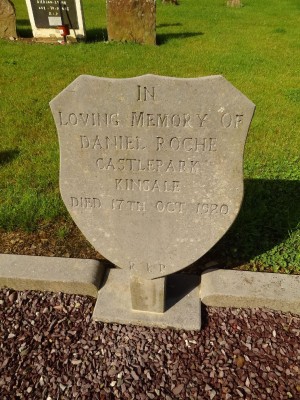 IN
LOVING MEMORY OF
DANIEL ROCHE
CASTLEPARK
KINSALE
DIED 17TH OCT 1920
R.I.P.